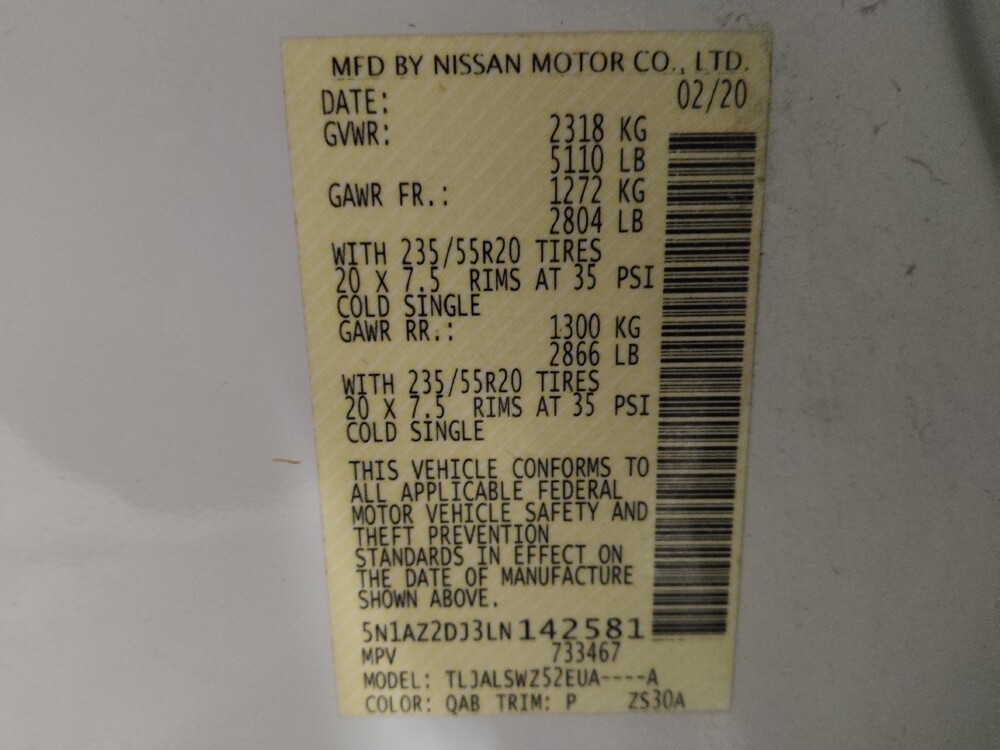 MFD BY NISSAN MOTOR CO., LTD.
DATE: 02/20
GVWR: 2318 KG
5110 LB
GAWR FR.: 1272 KG
2804 LB
WITH 235/55R20 TIRES
20 X 7.5 RIMS AT 35 PSI
COLD SINGLE
GAWR RR.: 1300 KG
2866 LB
WITH 235/55R20 TIRES
20 X 7.5 RIMS AT 35 PSI
COLD SINGLE
THIS VEHICLE CONFORMS TO
ALL APPLICABLE FEDERAL
MOTOR VEHICLE SAFETY AND
THEFT PREVENTION
STANDARDS IN EFFECT ON
THE DATE OF MANUFACTURE
SHOWN ABOVE.
5N1AZ2DJ3LN142581
MPV 733467
MODEL: TLJALSWZ52EUA----A
COLOR: QAB TRIM: P ZS30A